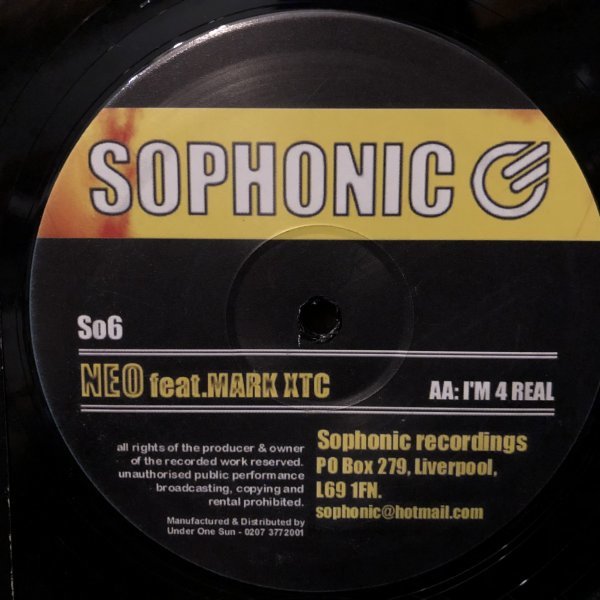 SOPHONIC
So6
NEO feat.MARK XTC
AA: I'M 4 REAL
all rights of the producer & owner
of the recorded work reserved.
unauthorised public performance
broadcasting, copying and
rental prohibited.
Manufactured & Distributed by
Under One Sun - 0207 3772001
Sophonic recordings
PO Box 279, Liverpool,
L69 1FN.
sophonic@hotmail.com